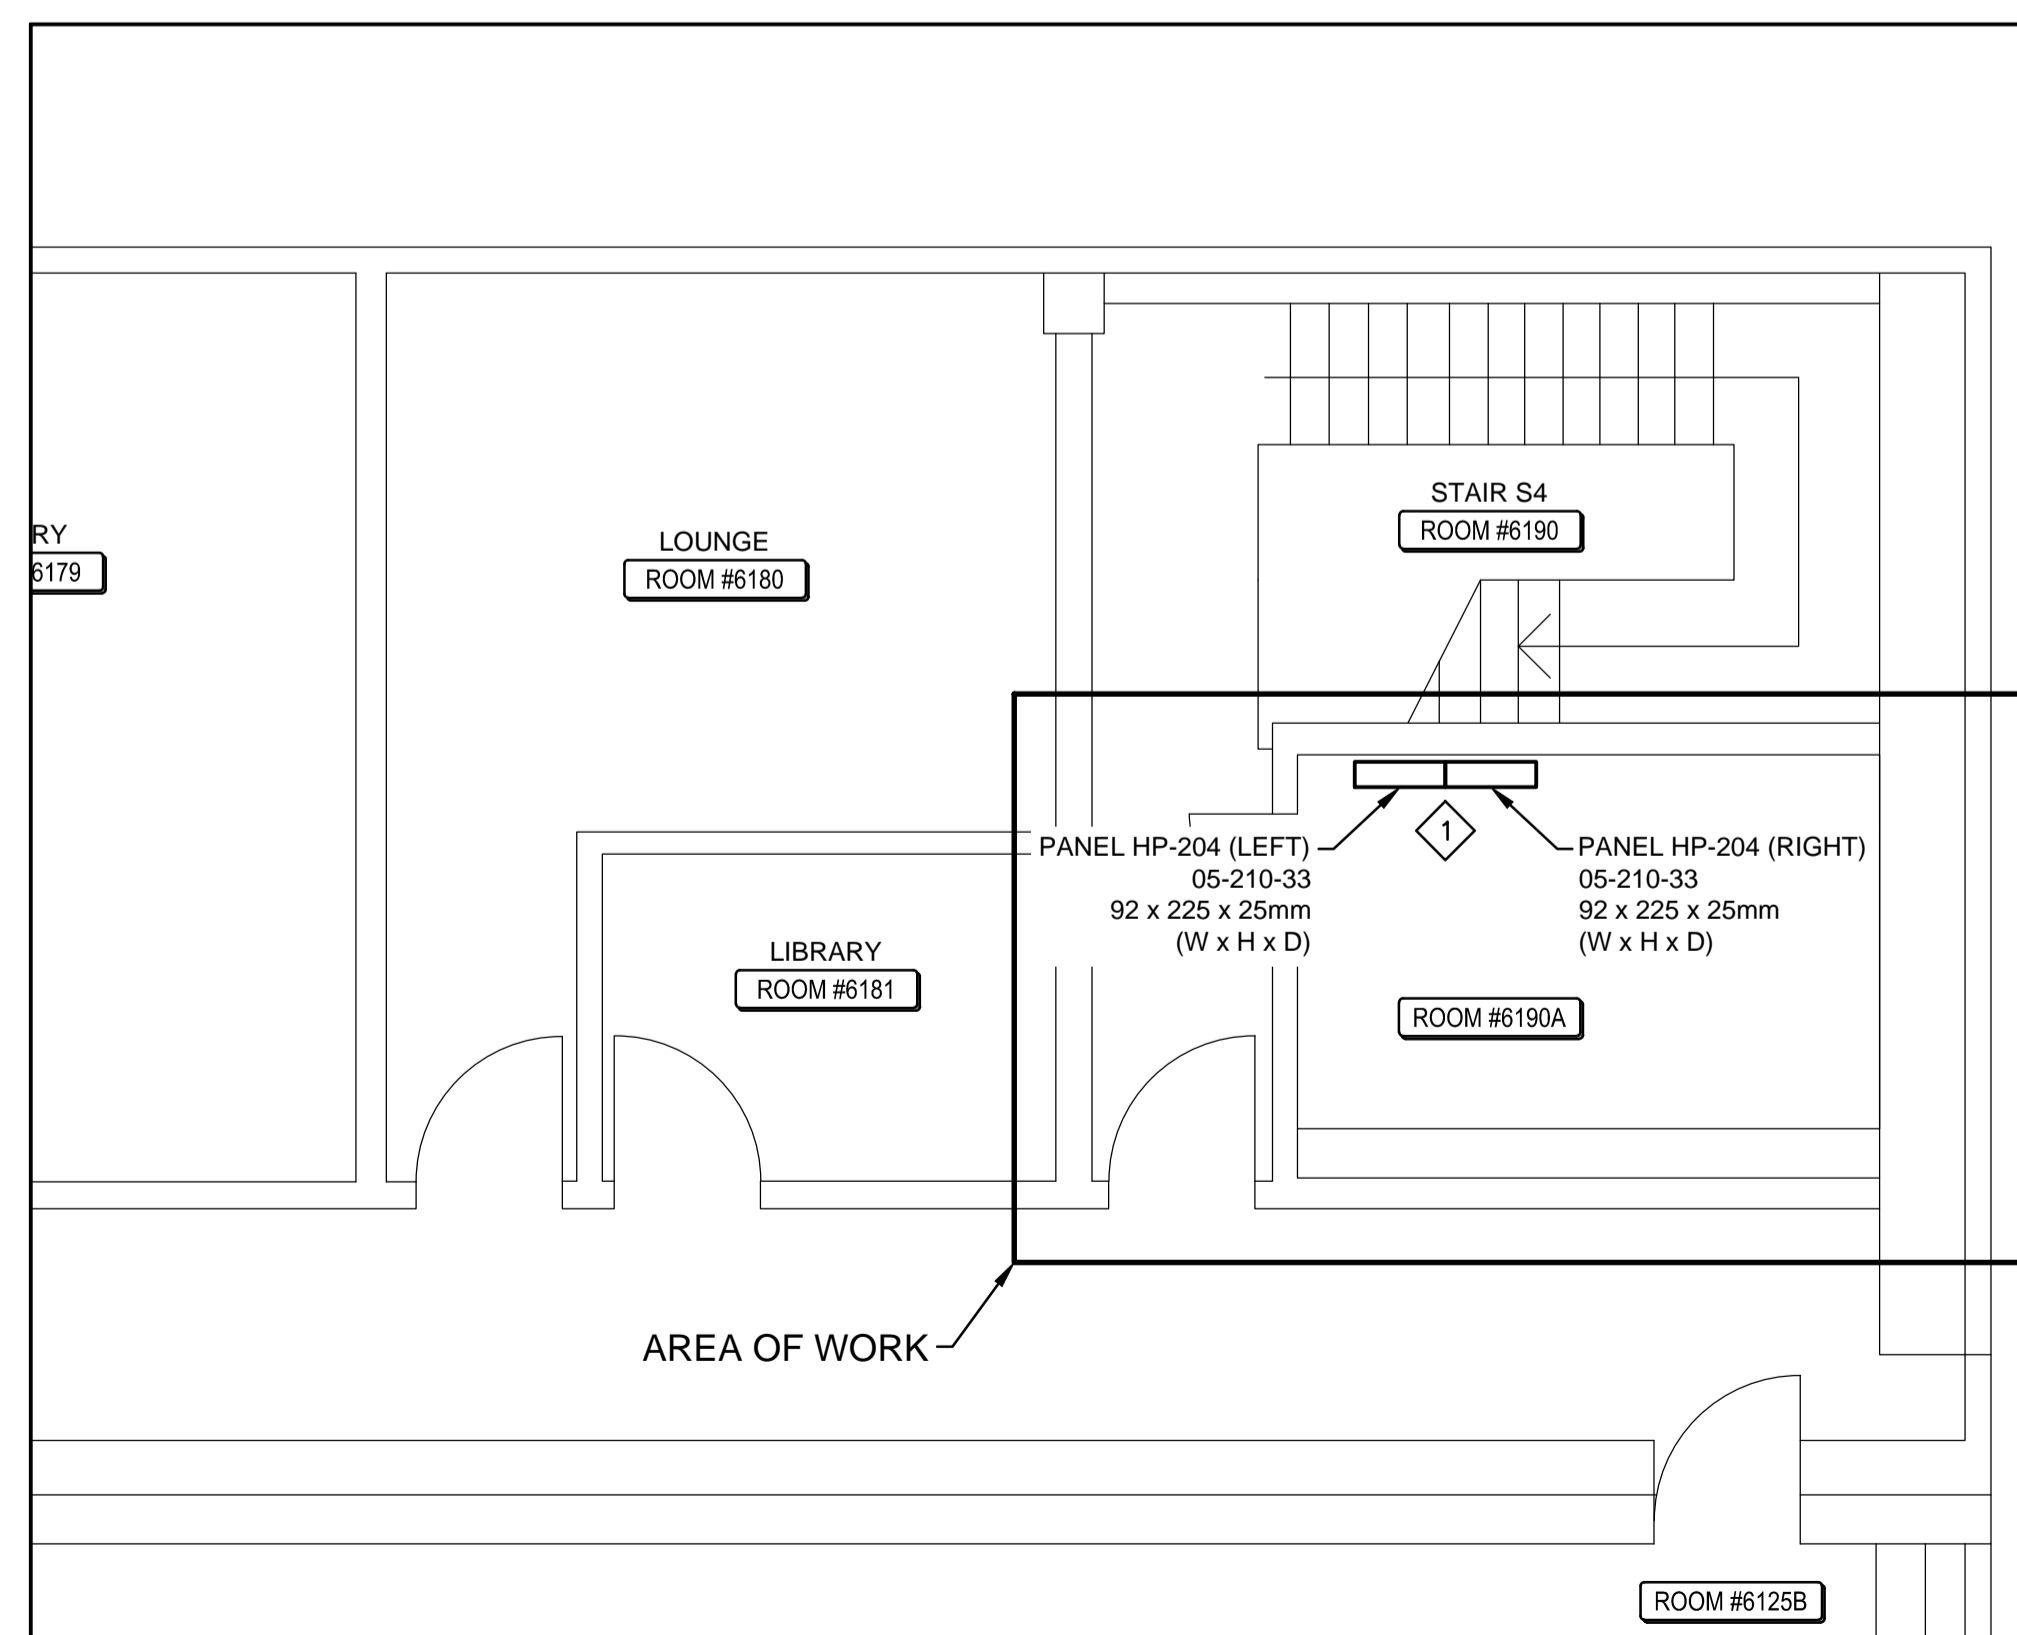 STAIR S4
ROOM #6190
RY
6179
LOUNGE
ROOM #6180
PANEL HP-204 (LEFT)
05-210-33
92 x 225 x 25mm
(W x H x D)
1
PANEL HP-204 (RIGHT)
05-210-33
92 x 225 x 25mm
(W x H x D)
LIBRARY
ROOM #6181
ROOM #6190A
AREA OF WORK
ROOM #6125B